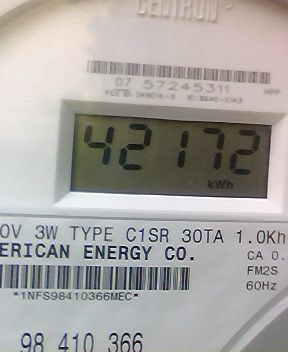 CENTRON
07 57245311
HPP
42172
kWh
0V 3W TYPE C1SR 30TA 1.0Kh
ERICAN ENERGY CO.
CA 0.
FM2S
60Hz
*1NFS98410366MEC*
98 410 366